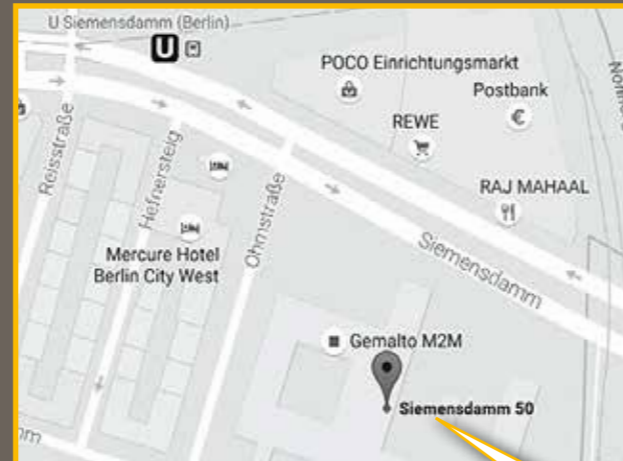 U Siemensdamm (Berlin)
U
POCO Einrichtungsmarkt
Postbank
€
REWE
RAJ MAHAAL
Reisstraße
Hefnersteig
Ohmstraße
Mercure Hotel
Berlin City West
Siemensdamm
Gemalto M2M
Siemensdamm 50